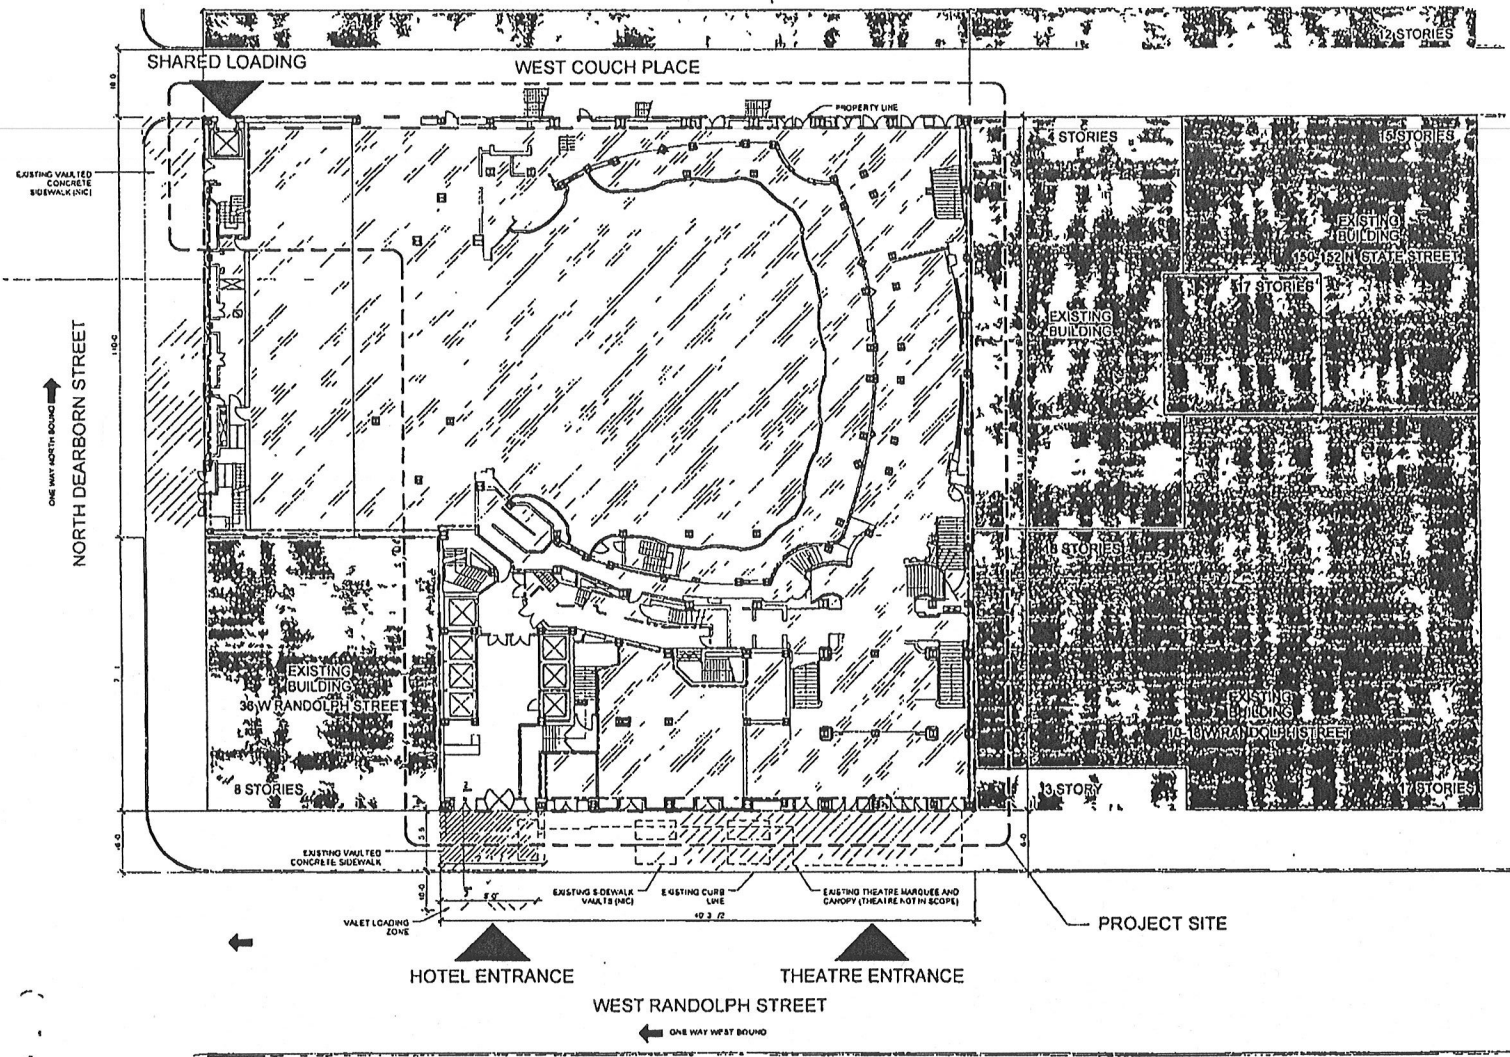 12 STORIES
SHARED LOADING
WEST COUCH PLACE
PROPERTY LINE
STORIES
15 STORIES
EXISTING VAULTED
CONCRETE
SIDEWALK (NIC)
EXISTING
BUILDING
150-152 N STATE STREET
17 STORIES
EXISTING
BUILDING
NORTH DEARBORN STREET
ONE WAY NORTH BOUND
STORIES
EXISTING
BUILDING
36 W RANDOLPH STREET
EXISTING
BUILDING
10-18 W RANDOLPH STREET
8 STORIES
3 STORY
17 STORIES
EXISTING VAULTED
CONCRETE SIDEWALK
EXISTING SIDEWALK
VAULTS (NIC)
EXISTING CURB
LINE
EXISTING THEATRE MARQUEE AND
CANOPY (THEATRE NOT IN SCOPE)
VALET LOADING
ZONE
PROJECT SITE
HOTEL ENTRANCE
THEATRE ENTRANCE
WEST RANDOLPH STREET
ONE WAY WEST BOUND